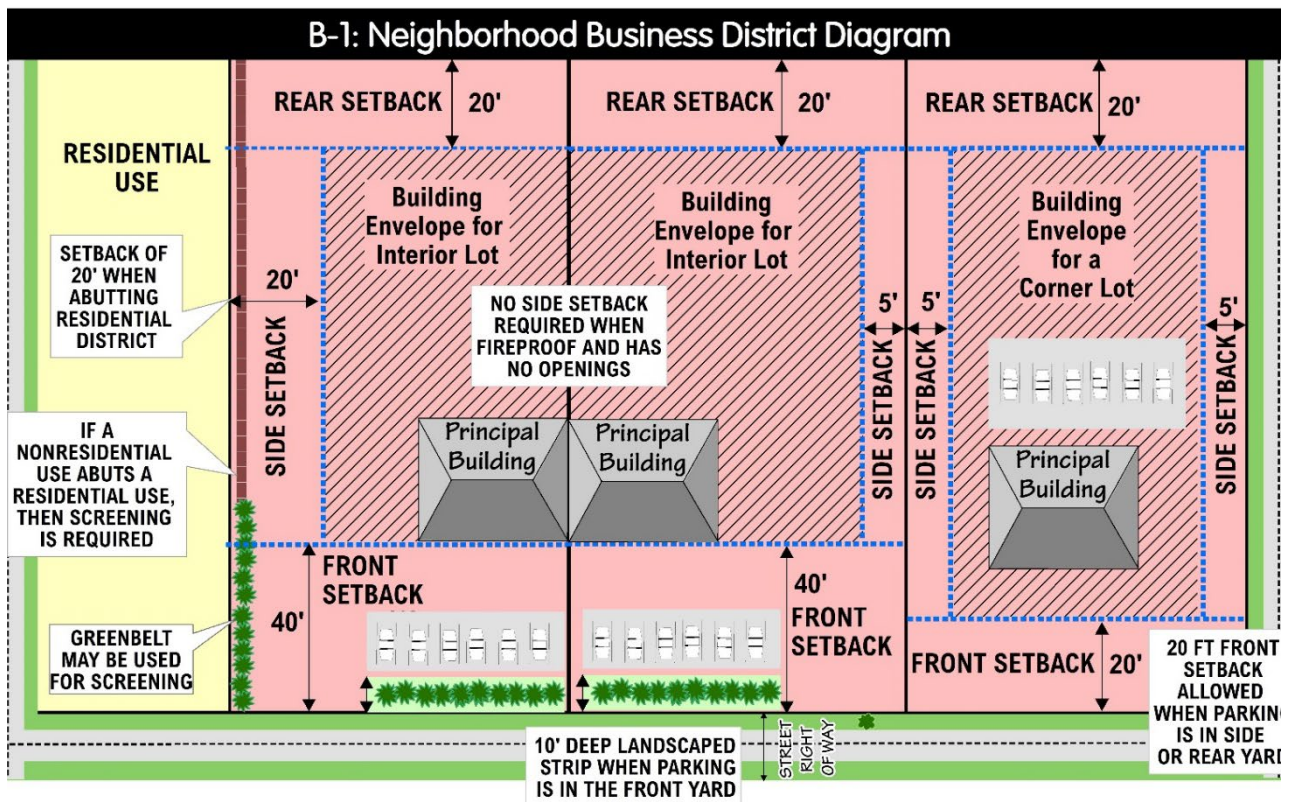 B-1: Neighborhood Business District Diagram
REAR SETBACK 20'
REAR SETBACK 20'
REAR SETBACK 20'
RESIDENTIAL
USE
Building
Envelope for
Interior Lot
Building
Envelope for
Interior Lot
Building
Envelope
for a
Corner Lot
SETBACK OF
20' WHEN
ABUTTING
RESIDENTIAL
DISTRICT
20'
SIDE SETBACK
NO SIDE SETBACK
REQUIRED WHEN
FIREPROOF AND HAS
NO OPENINGS
5'
SIDE SETBACK
5'
SIDE SETBACK
5'
SIDE SETBACK
IF A
NONRESIDENTIAL
USE ABUTS A
RESIDENTIAL USE,
THEN SCREENING
IS REQUIRED
Principal
Building
Principal
Building
Principal
Building
FRONT
SETBACK
40'
40'
FRONT
SETBACK
GREENBELT
MAY BE USED
FOR SCREENING
FRONT SETBACK 20'
20 FT FRONT
SETBACK
ALLOWED
WHEN PARKING
IS IN SIDE
OR REAR YARD
10' DEEP LANDSCAPED
STRIP WHEN PARKING
IS IN THE FRONT YARD
STREET
RIGHT
OF WAY